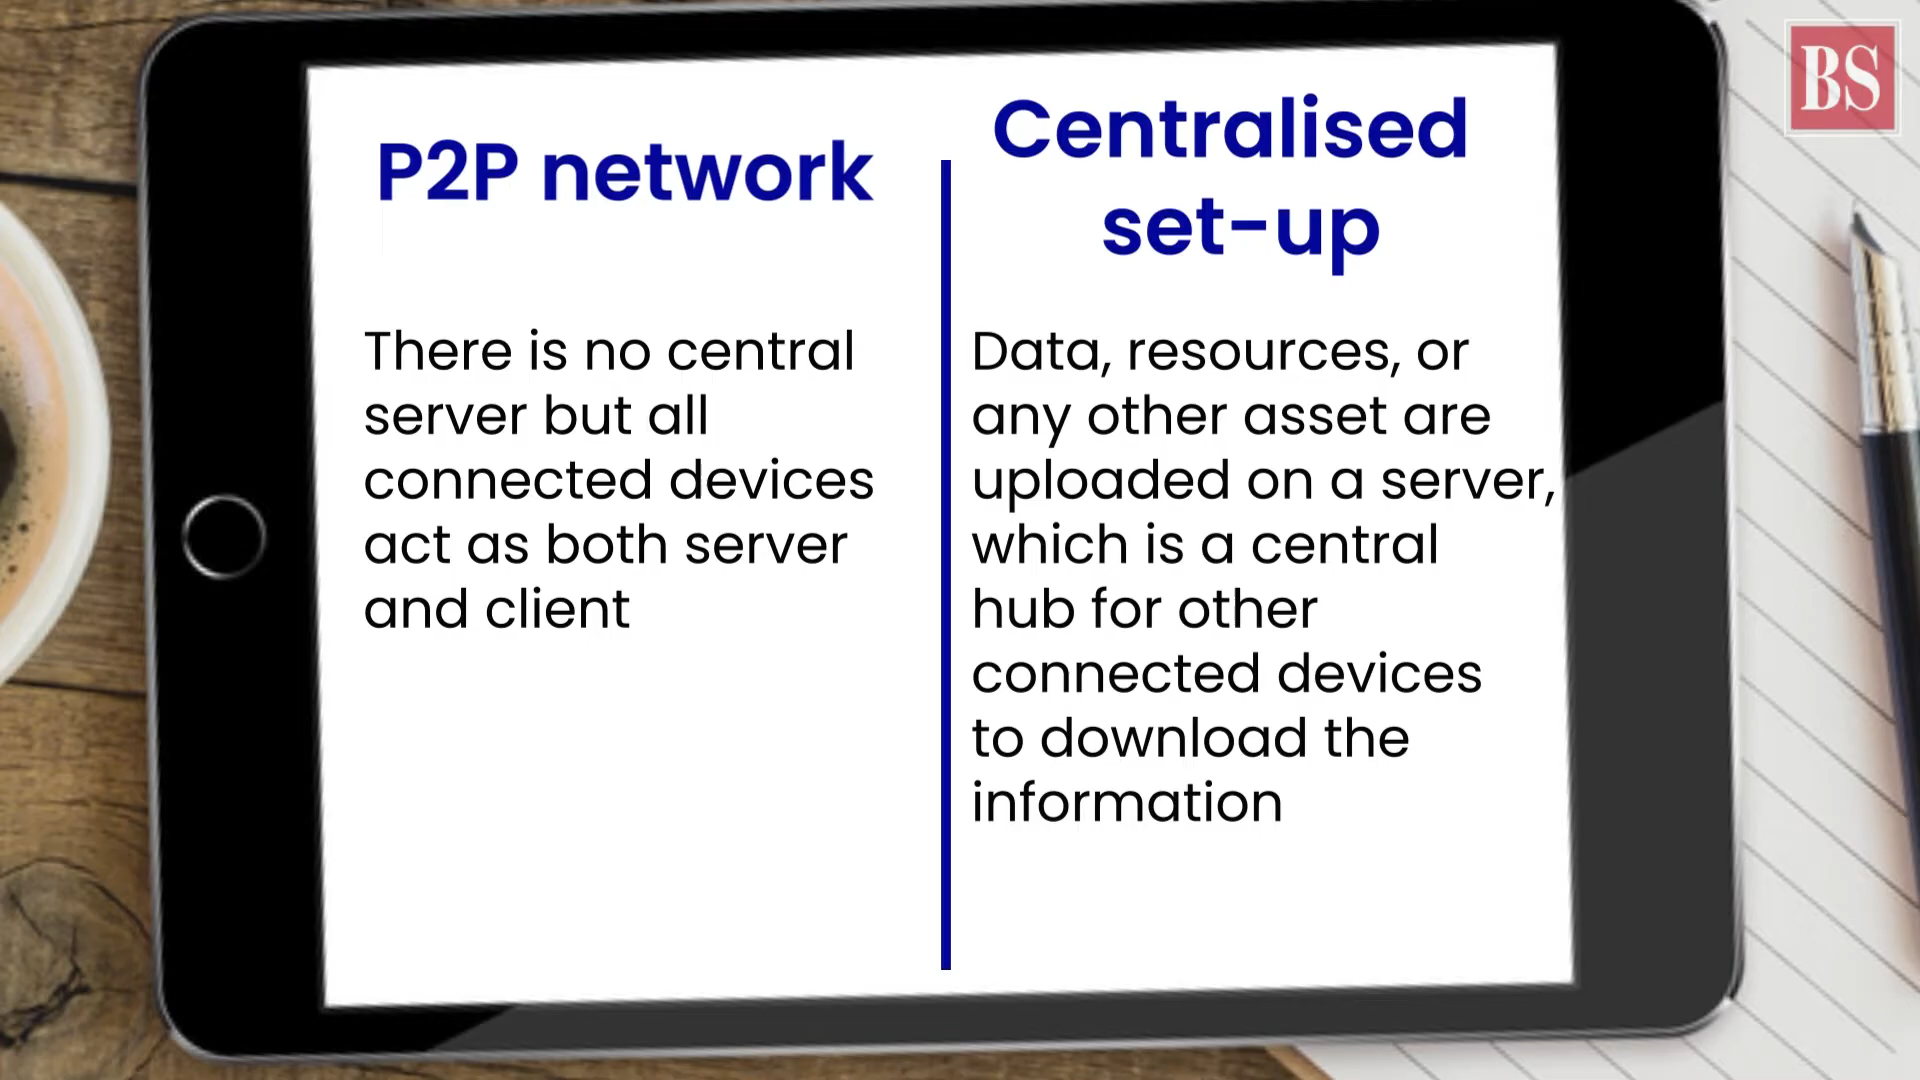 P2P network
There is no central
server but all
connected devices
act as both server
and client
Centralised
set-up
Data, resources, or
any other asset are
uploaded on a server,
which is a central
hub for other
connected devices
to download the
information
BS